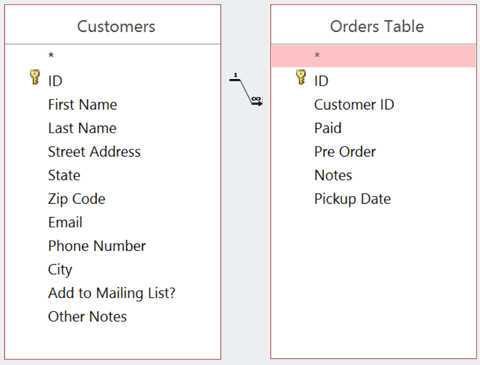 Customers
*
ID
First Name
Last Name
Street Address
State
Zip Code
Email
Phone Number
City
Add to Mailing List?
Other Notes
1
∞
Orders Table
*
ID
Customer ID
Paid
Pre Order
Notes
Pickup Date